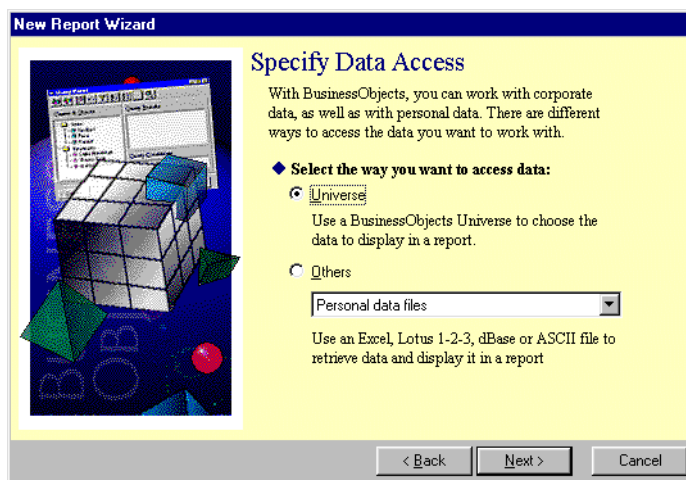 New Report Wizard
Specify Data Access
With BusinessObjects, you can work with corporate
data, as well as with personal data. There are different
ways to access the data you want to work with.
Select the way you want to access data:
Universe
Use a BusinessObjects Universe to choose the
data to display in a report.
Others
Personal data files
Use an Excel, Lotus 1-2-3, dBase or ASCII file to
retrieve data and display it in a report
< Back
Next >
Cancel